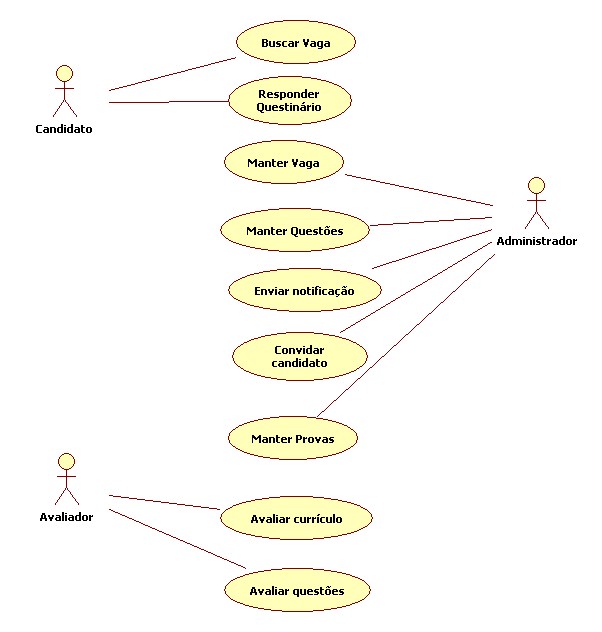 Buscar Vaga
Responder
Questinário
Candidato
Manter Vaga
Manter Questões
Administrador
Enviar notificação
Convidar
candidato
Manter Provas
Avaliador
Avaliar currículo
Avaliar questões